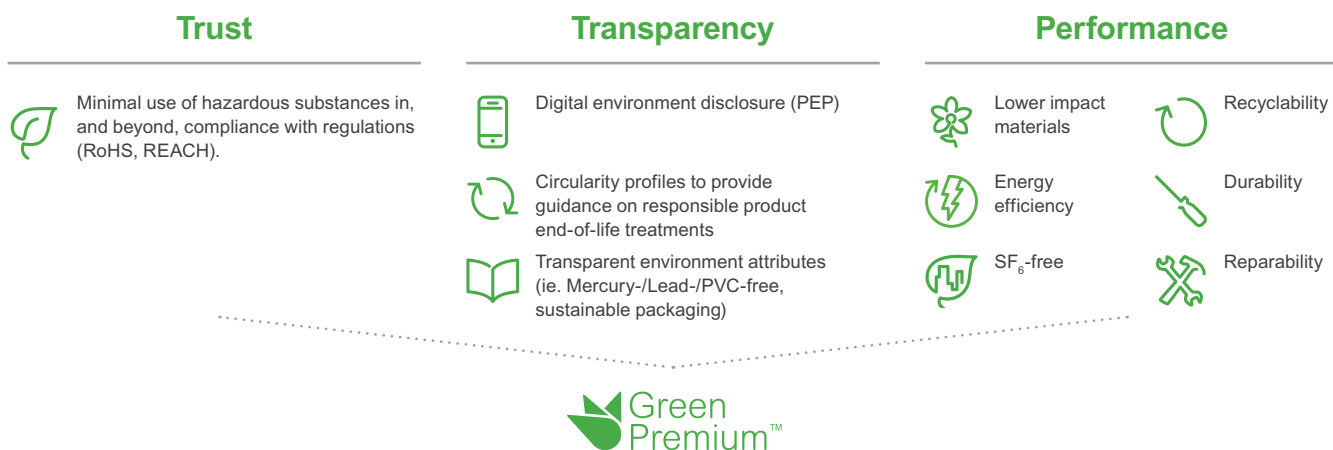 Trust
Minimal use of hazardous substances in,
and beyond, compliance with regulations
(RoHS, REACH).
Transparency
Digital environment disclosure (PEP)
Circularity profiles to provide
guidance on responsible product
end-of-life treatments
Transparent environment attributes
(ie. Mercury-/Lead-/PVC-free,
sustainable packaging)
Performance
Lower impact
materials
Recyclability
Energy
efficiency
Durability
SF₆-free
Reparability
Green
Premium™